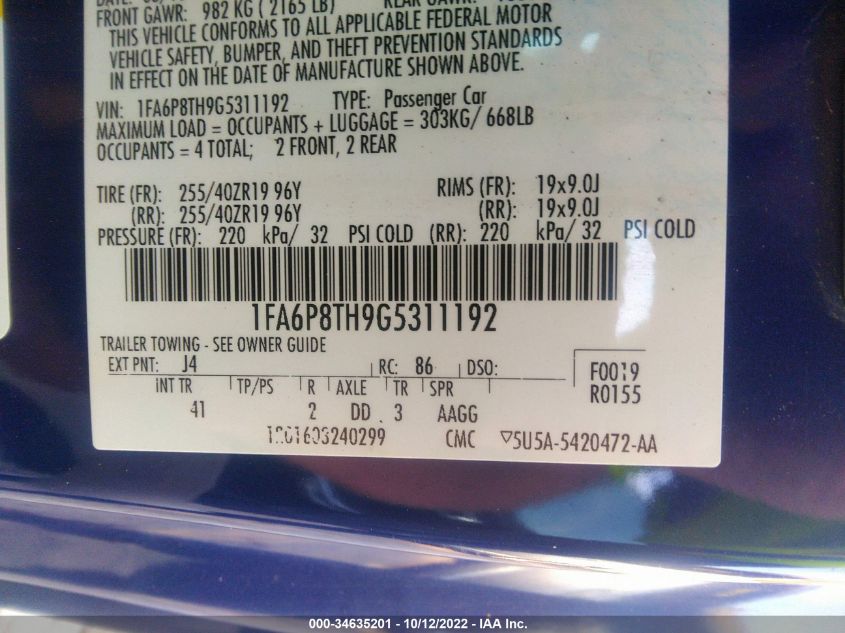 FRONT GAWR: 982 KG ( 2165 LB)
THIS VEHICLE CONFORMS TO ALL APPLICABLE FEDERAL MOTOR
VEHICLE SAFETY, BUMPER, AND THEFT PREVENTION STANDARDS
IN EFFECT ON THE DATE OF MANUFACTURE SHOWN ABOVE.
VIN: 1FA6P8TH9G5311192 TYPE: Passenger Car
MAXIMUM LOAD = OCCUPANTS + LUGGAGE = 303KG/ 668LB
OCCUPANTS = 4 TOTAL; 2 FRONT, 2 REAR
TIRE (FR): 255/40ZR19 96Y RIMS (FR): 19x9.0J
(RR): 255/40ZR19 96Y (RR): 19x9.0J
PRESSURE (FR): 220 kPa/ 32 PSI COLD (RR): 220 kPa/ 32 PSI COLD
1FA6P8TH9G5311192
TRAILER TOWING - SEE OWNER GUIDE
EXT PNT: J4 RC: 86 DSO: F0019
INT TR TP/PS R AXLE TR SPR R0155
41 2 DD 3 AAGG
CMC ▽5U5A-5420472-AA
000-34635201 - 10/12/2022 - IAA Inc.